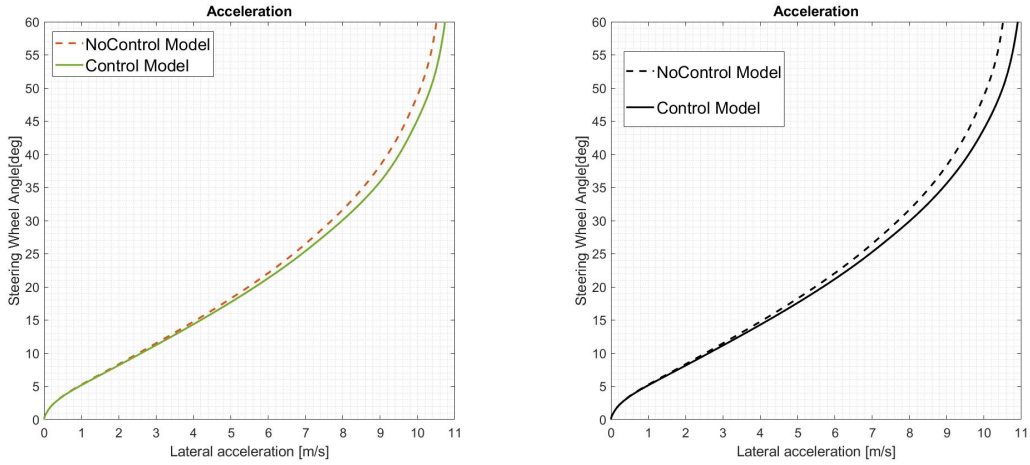 Acceleration
60
55
50
45
40
35
30
25
20
15
10
5
0
Steering Wheel Angle[deg]
NoControl Model
Control Model
0 1 2 3 4 5 6 7 8 9 10 11
Lateral acceleration [m/s]
Acceleration
60
55
50
45
40
35
30
25
20
15
10
5
0
Steering Wheel Angle[deg]
NoControl Model
Control Model
0 1 2 3 4 5 6 7 8 9 10 11
Lateral acceleration [m/s]